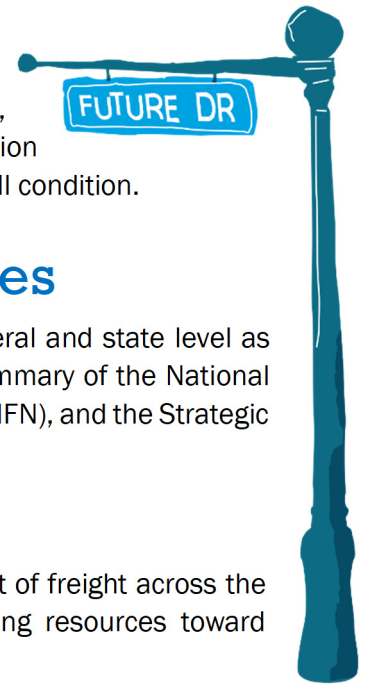 FUTURE DR
,
ion
ll condition.
es
eral and state level as
mmary of the National
IFN), and the Strategic
t of freight across the
ing resources toward